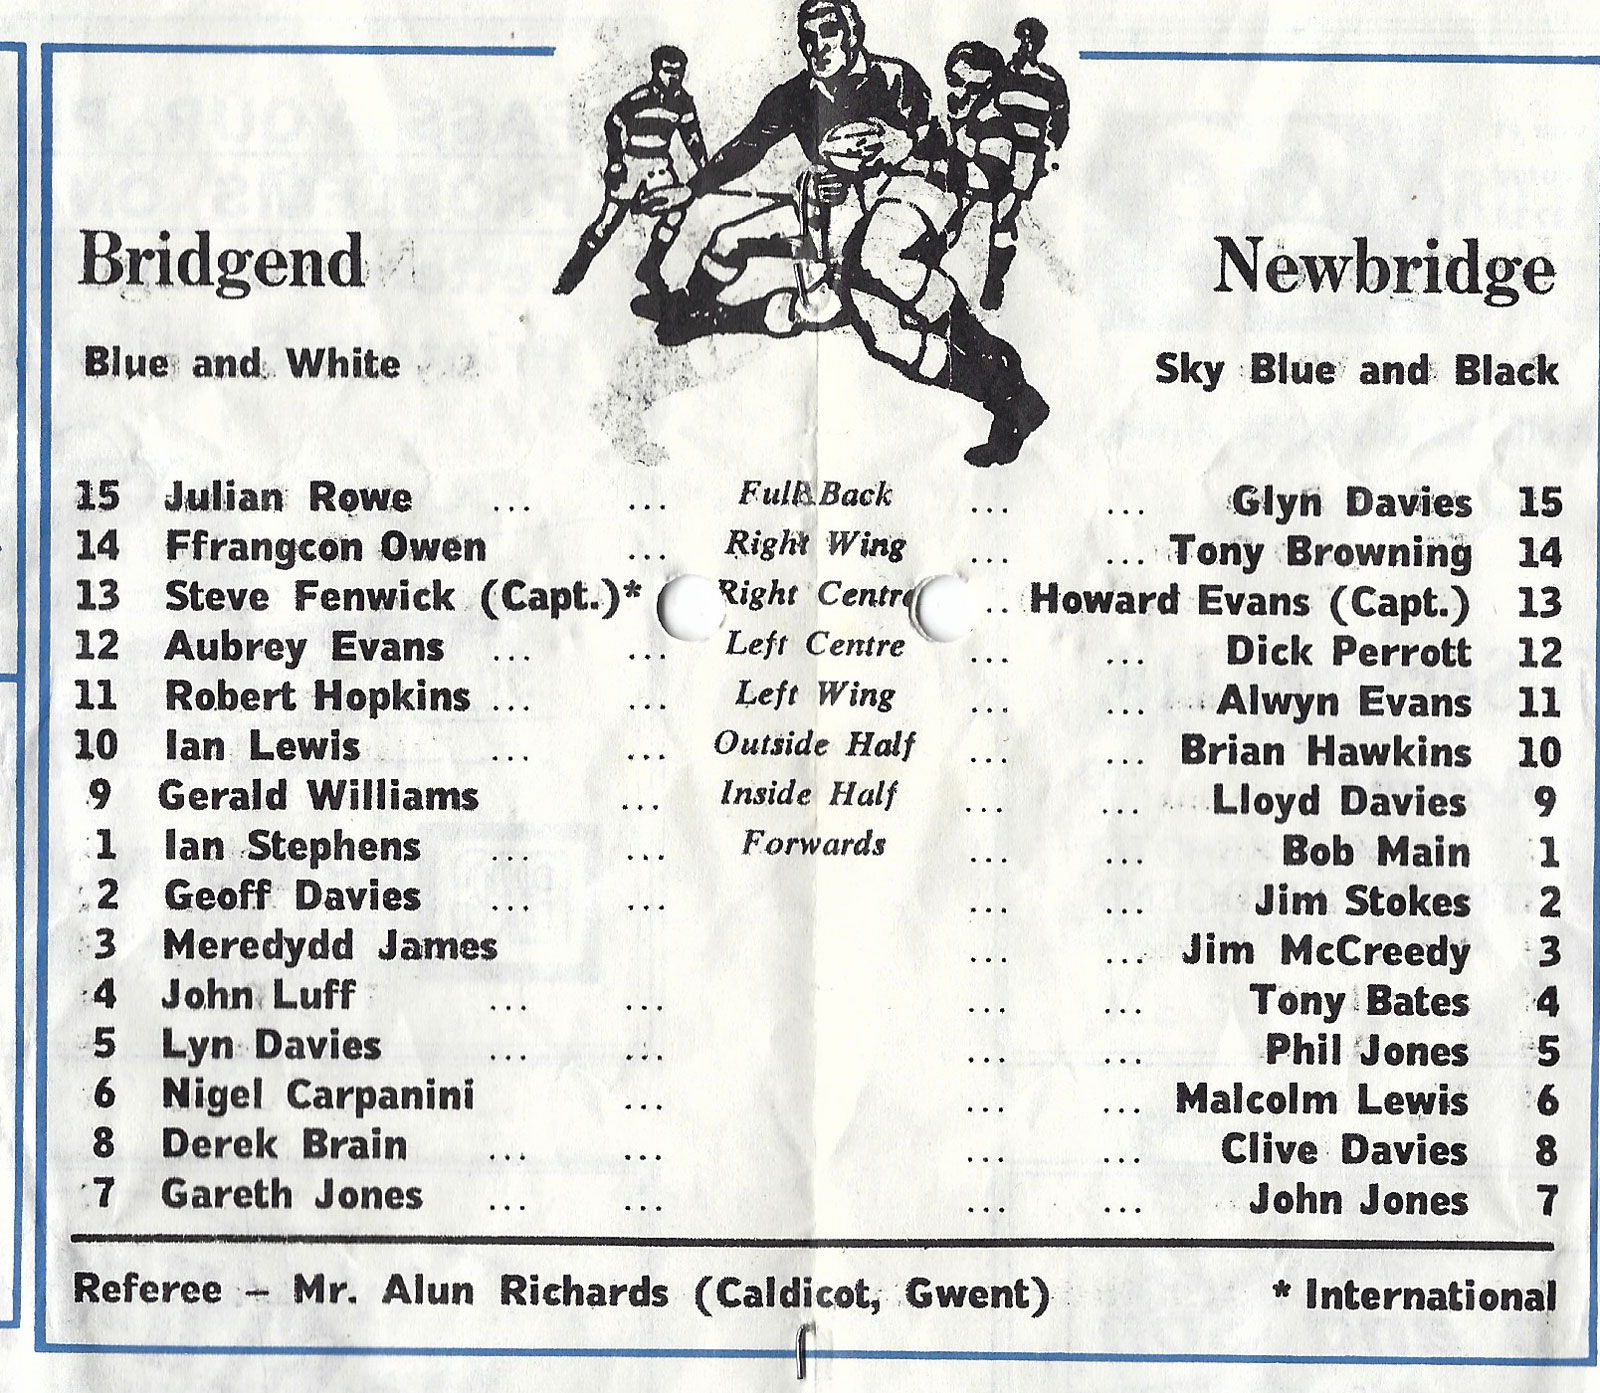 Bridgend Newbridge
Blue and White Sky Blue and Black
15 Julian Rowe ... ... Full Back ... ... Glyn Davies 15
14 Ffrangcon Owen ... Right Wing ... ... Tony Browning 14
13 Steve Fenwick (Capt.)* Right Centre .. Howard Evans (Capt.) 13
12 Aubrey Evans ... ... Left Centre ... ... Dick Perrott 12
11 Robert Hopkins ... ... Left Wing ... ... Alwyn Evans 11
10 Ian Lewis ... ... Outside Half ... ... Brian Hawkins 10
9 Gerald Williams ... Inside Half ... ... Lloyd Davies 9
1 Ian Stephens ... ... Forwards ... ... Bob Main 1
2 Geoff Davies ... ... ... ... Jim Stokes 2
3 Meredydd James ... ... Jim McCreedy 3
4 John Luff ... ... ... ... Tony Bates 4
5 Lyn Davies ... ... ... ... Phil Jones 5
6 Nigel Carpanini ... ... ... Malcolm Lewis 6
8 Derek Brain ... ... ... ... Clive Davies 8
7 Gareth Jones ... ... ... ... John Jones 7
Referee – Mr. Alun Richards (Caldicot, Gwent) * International